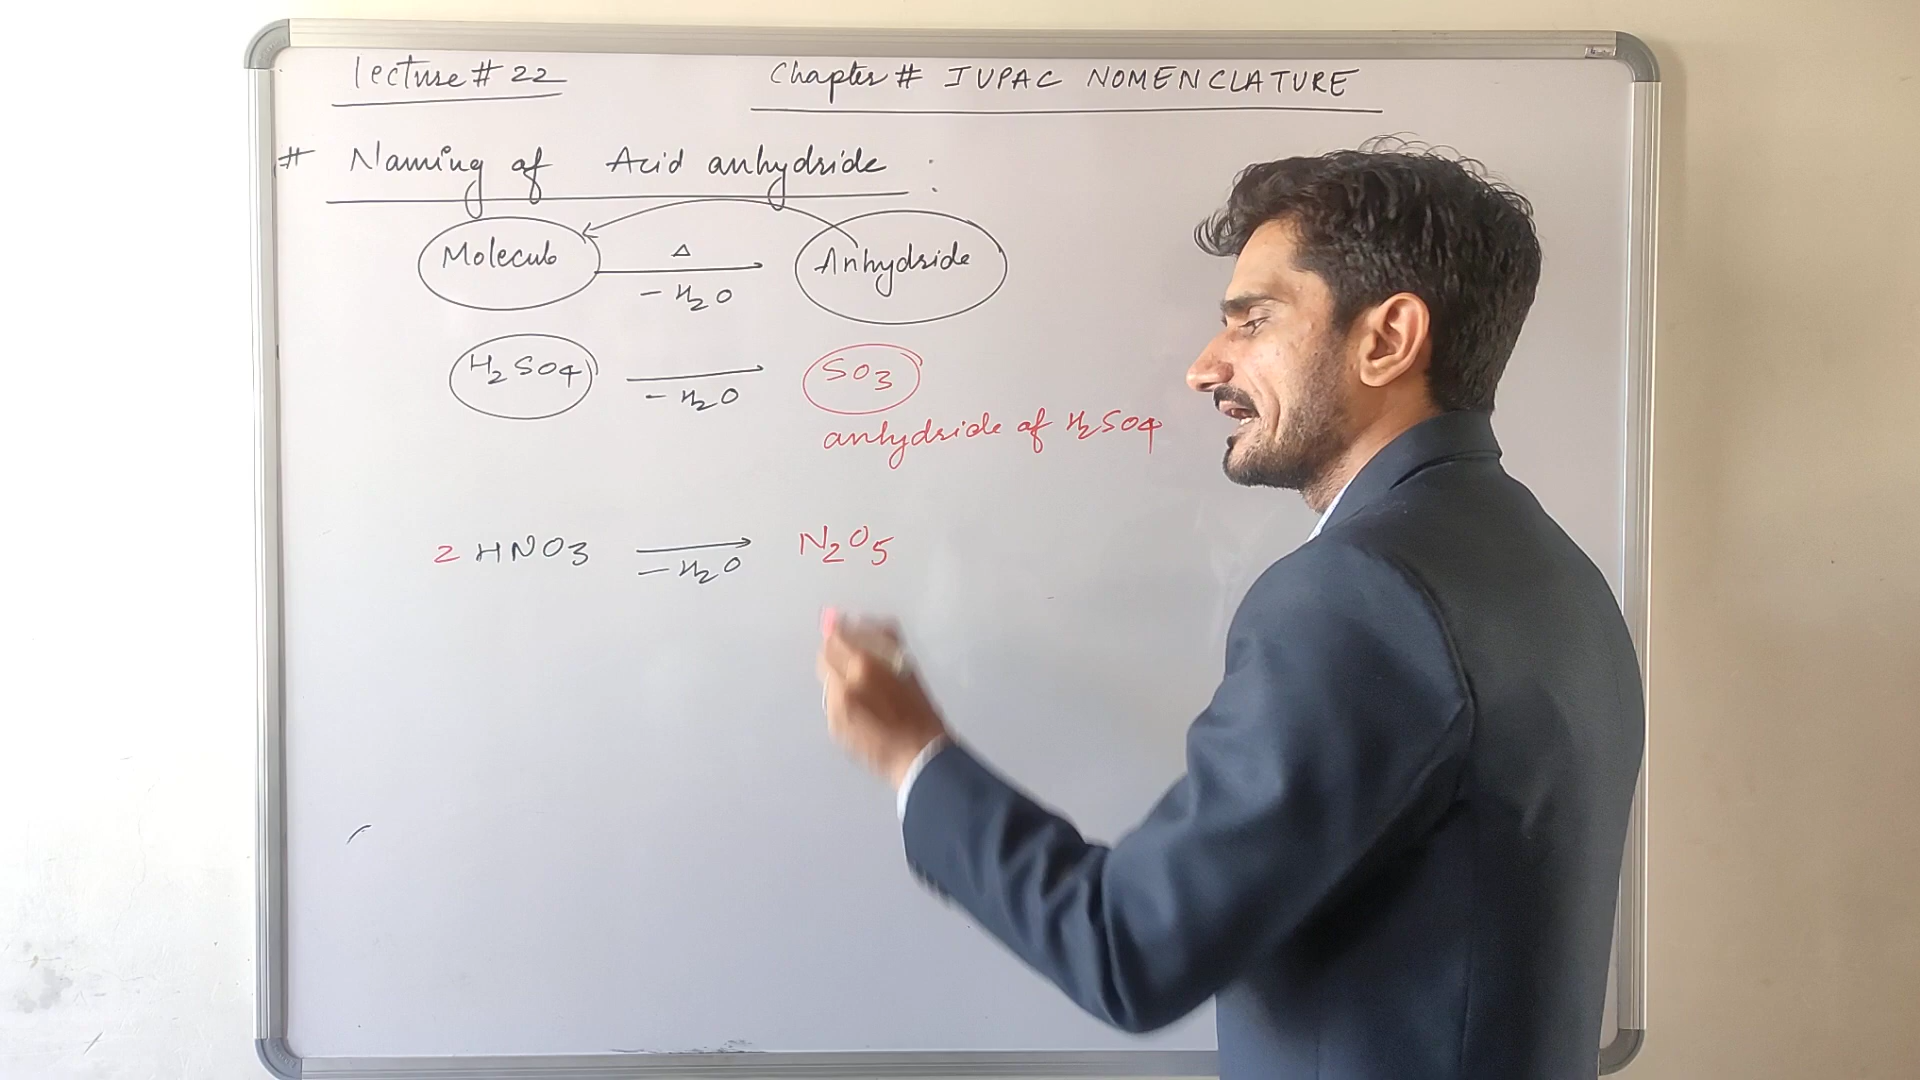 Lecture # 22
Chapter # IUPAC NOMENCLATURE
# Naming of Acid anhydride :
Molecule Δ Anhydride
- H₂O
H₂SO₄ SO₃
- H₂O
anhydride of H₂SO₄
2 HNO₃ N₂O₅
- H₂O